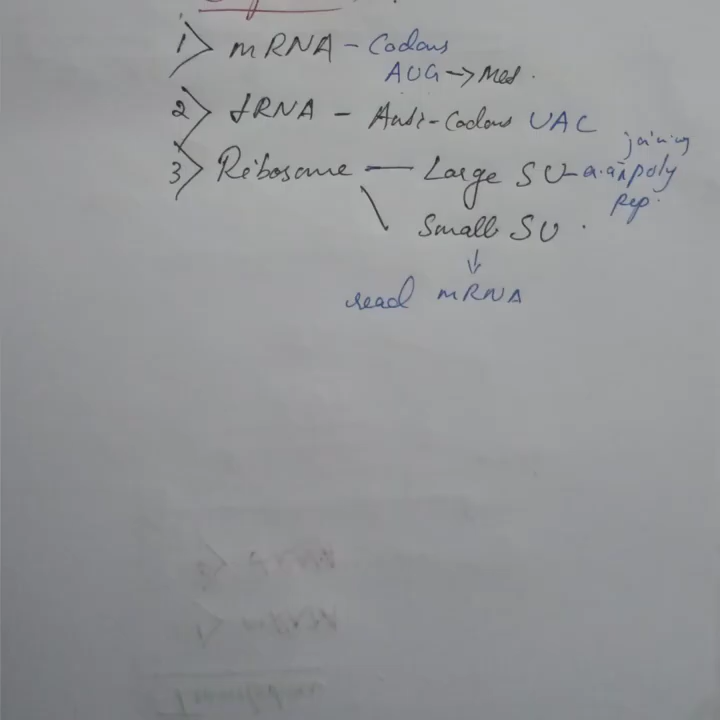 1) mRNA - Codons
AUG → Met.
2) tRNA - Anti-Codons UAC
joining
3) Ribosome — Large SU - a.a in poly
pep.
Small SU.
↓
read mRNA